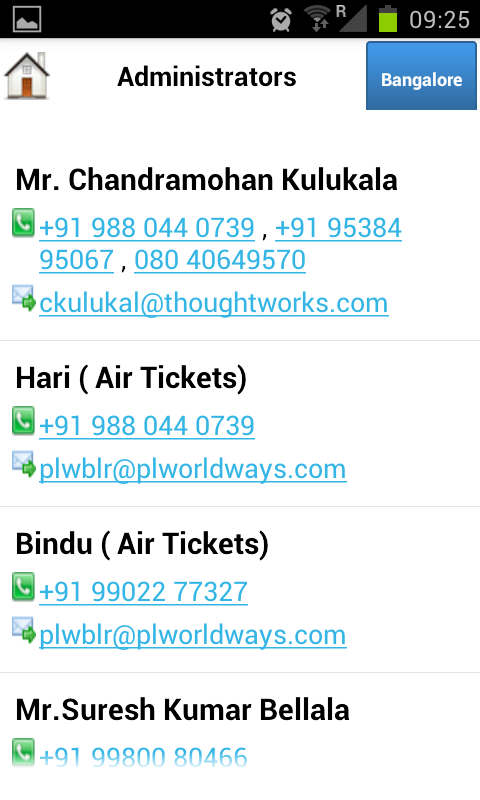 R 09:25
Administrators
Bangalore
Mr. Chandramohan Kulukala
+91 988 044 0739 , +91 95384
95067 , 080 40649570
ckulukal@thoughtworks.com
Hari ( Air Tickets)
+91 988 044 0739
plwblr@plworldways.com
Bindu ( Air Tickets)
+91 99022 77327
plwblr@plworldways.com
Mr.Suresh Kumar Bellala
+91 99800 80466